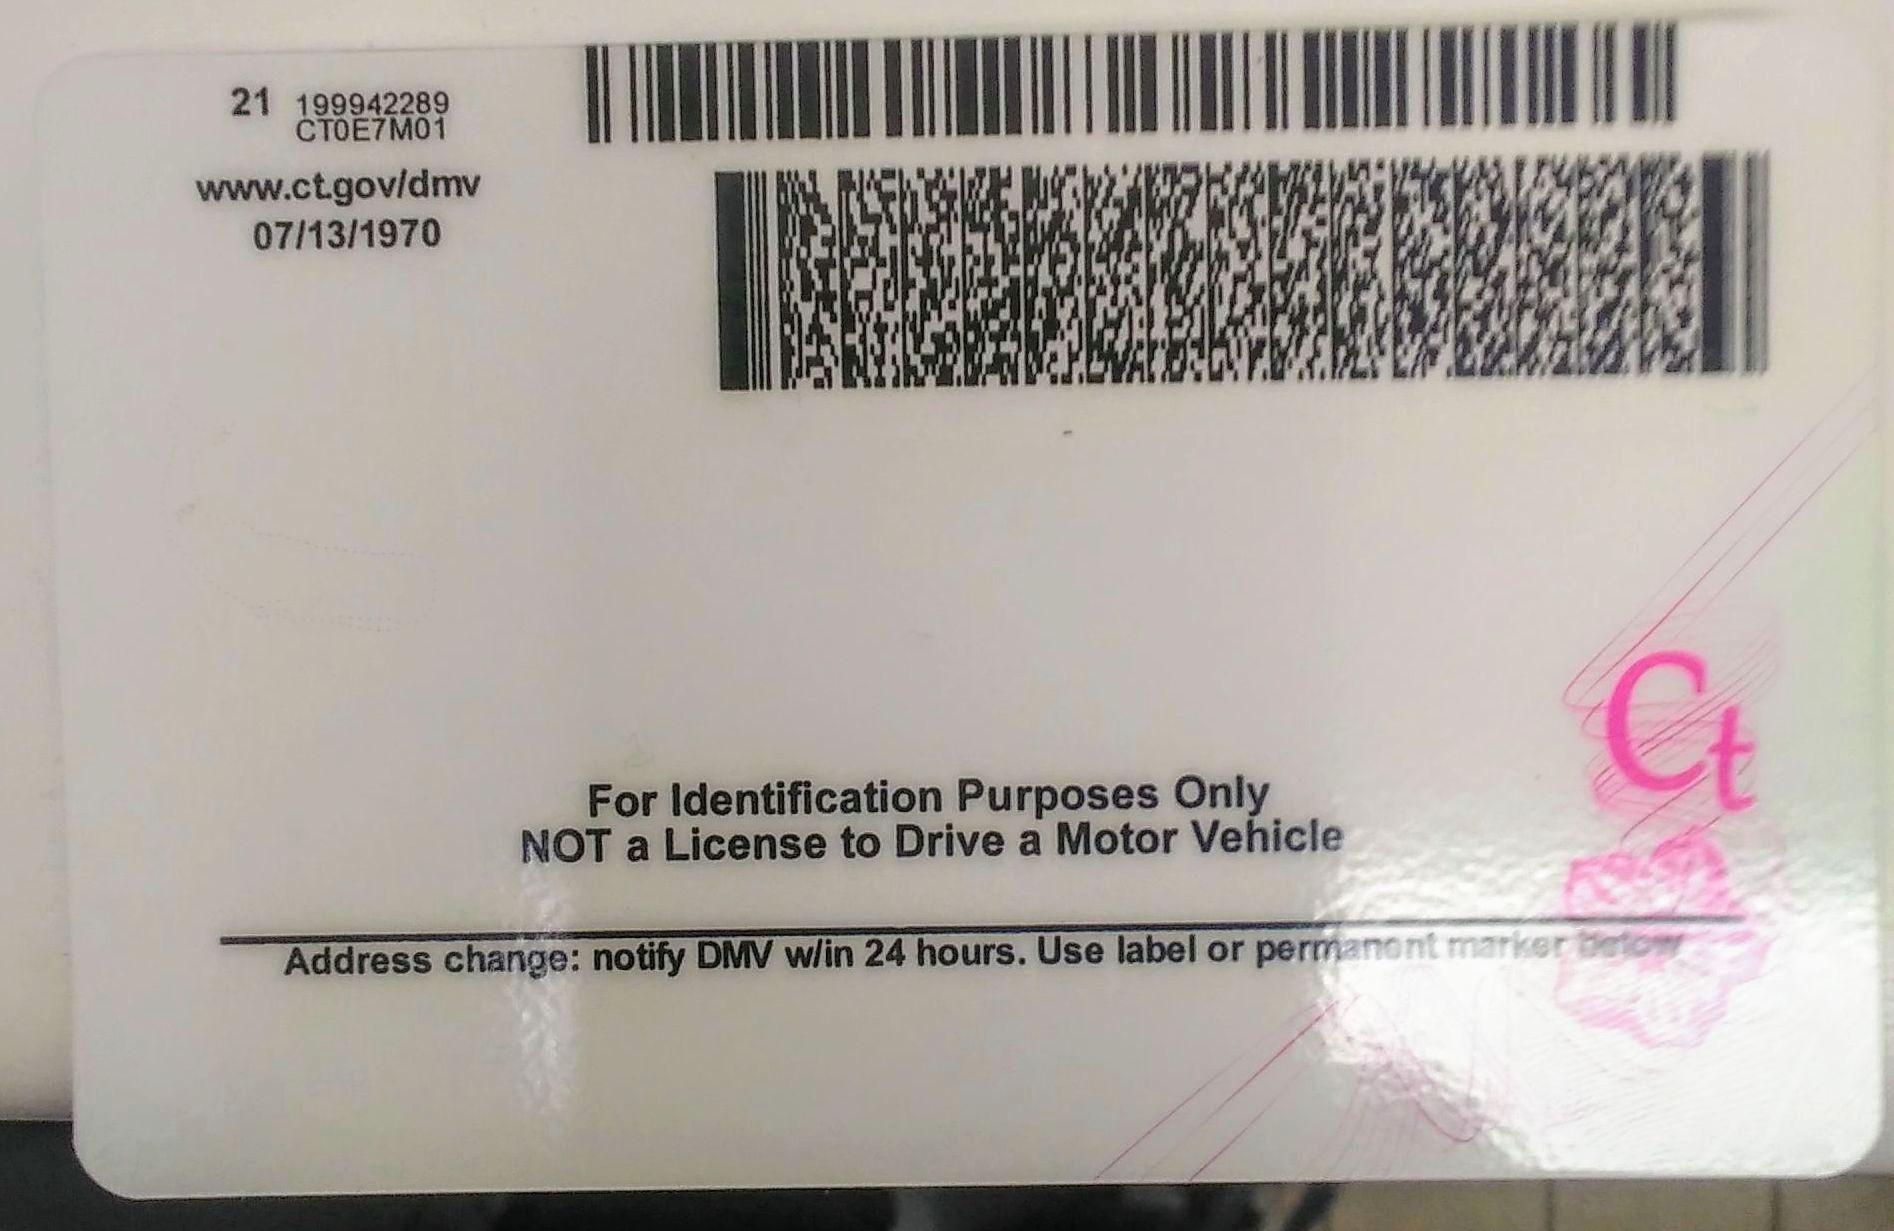 21 199942289
CT0E7M01
www.ct.gov/dmv
07/13/1970
Ct
For Identification Purposes Only
NOT a License to Drive a Motor Vehicle
Address change: notify DMV w/in 24 hours. Use label or permanent marker below